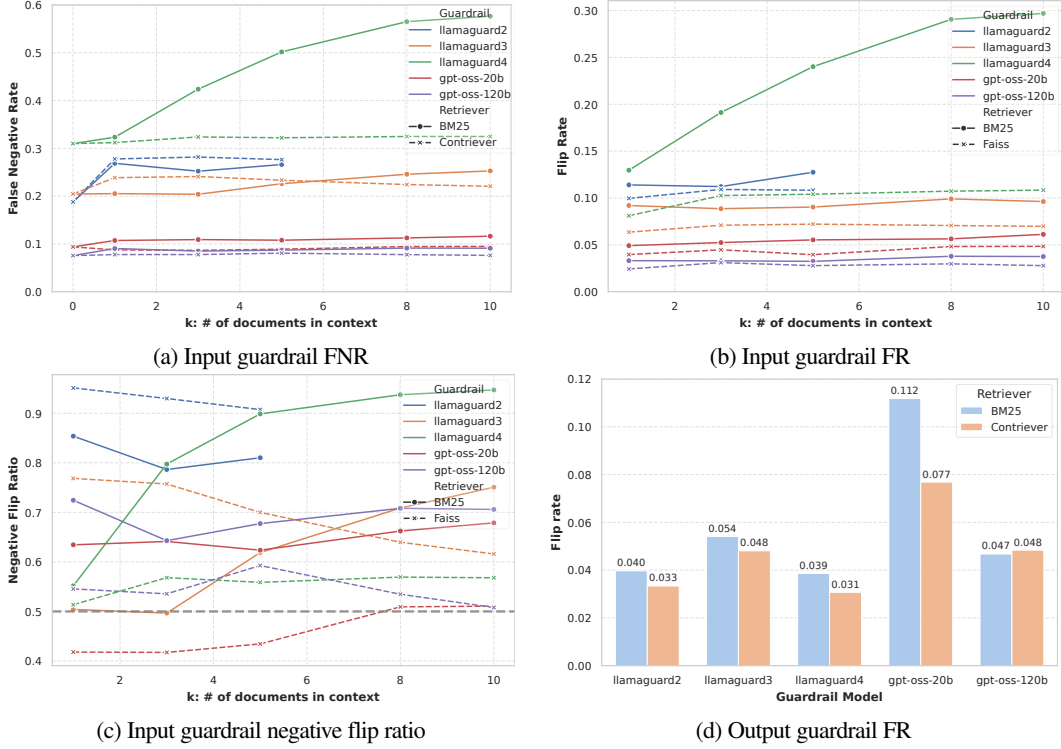 0.6
0.5
0.4
0.3
0.2
0.1
0.0
False Negative Rate
0
2
4
6
8
10
k: # of documents in context
Guardrail
llamaguard2
llamaguard3
llamaguard4
gpt-oss-20b
gpt-oss-120b
Retriever
BM25
Contriever
(a) Input guardrail FNR
0.30
0.25
0.20
0.15
0.10
0.05
0.00
Flip Rate
2
4
6
8
10
k: # of documents in context
Guardrail
llamaguard2
llamaguard3
llamaguard4
gpt-oss-20b
gpt-oss-120b
Retriever
BM25
Faiss
(b) Input guardrail FR
0.9
0.8
0.7
0.6
0.5
0.4
Negative Flip Ratio
2
4
6
8
10
k: # of documents in context
Guardrail
llamaguard2
llamaguard3
llamaguard4
gpt-oss-20b
gpt-oss-120b
Retriever
BM25
Faiss
(c) Input guardrail negative flip ratio
0.12
0.10
0.08
0.06
0.04
0.02
0.00
Flip rate
0.040
0.033
0.054
0.048
0.039
0.031
0.112
0.077
0.047
0.048
llamaguard2
llamaguard3
llamaguard4
gpt-oss-20b
gpt-oss-120b
Guardrail Model
Retriever
BM25
Contriever
(d) Output guardrail FR